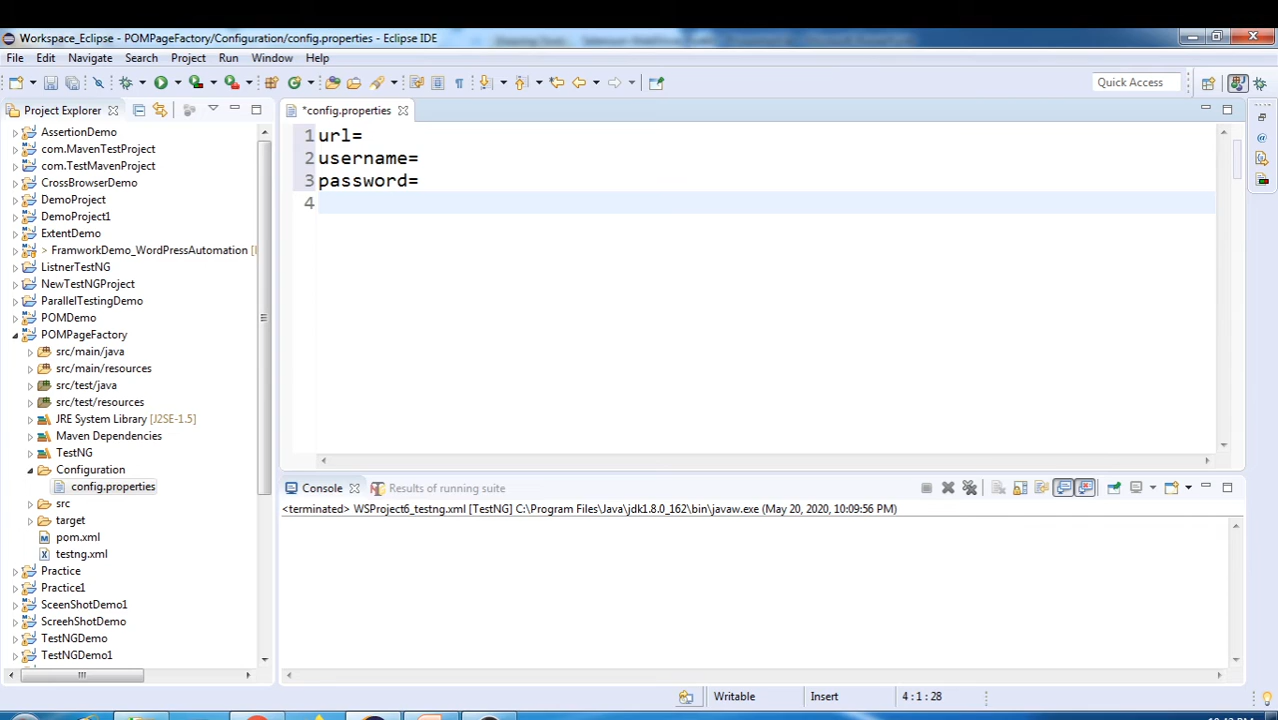 Workspace_Eclipse - POMPageFactory/Configuration/config.properties - Eclipse IDE
File Edit Navigate Search Project Run Window Help
Quick Access
Project Explorer
*config.properties
AssertionDemo
com.MavenTestProject
com.TestMavenProject
CrossBrowserDemo
DemoProject
DemoProject1
ExtentDemo
> FramworkDemo_WordPressAutomation
ListnerTestNG
NewTestNGProject
ParallelTestingDemo
POMDemo
POMPageFactory
src/main/java
src/main/resources
src/test/java
src/test/resources
JRE System Library [J2SE-1.5]
Maven Dependencies
TestNG
Configuration
config.properties
src
target
pom.xml
testng.xml
Practice
Practice1
SceenShotDemo1
ScreehShotDemo
TestNGDemo
TestNGDemo1
1 url=
2 username=
3 password=
4
Console Results of running suite
<terminated> WSProject6_testng.xml [TestNG] C:\Program Files\Java\jdk1.8.0_162\bin\javaw.exe (May 20, 2020, 10:09:56 PM)
Writable Insert 4:1:28